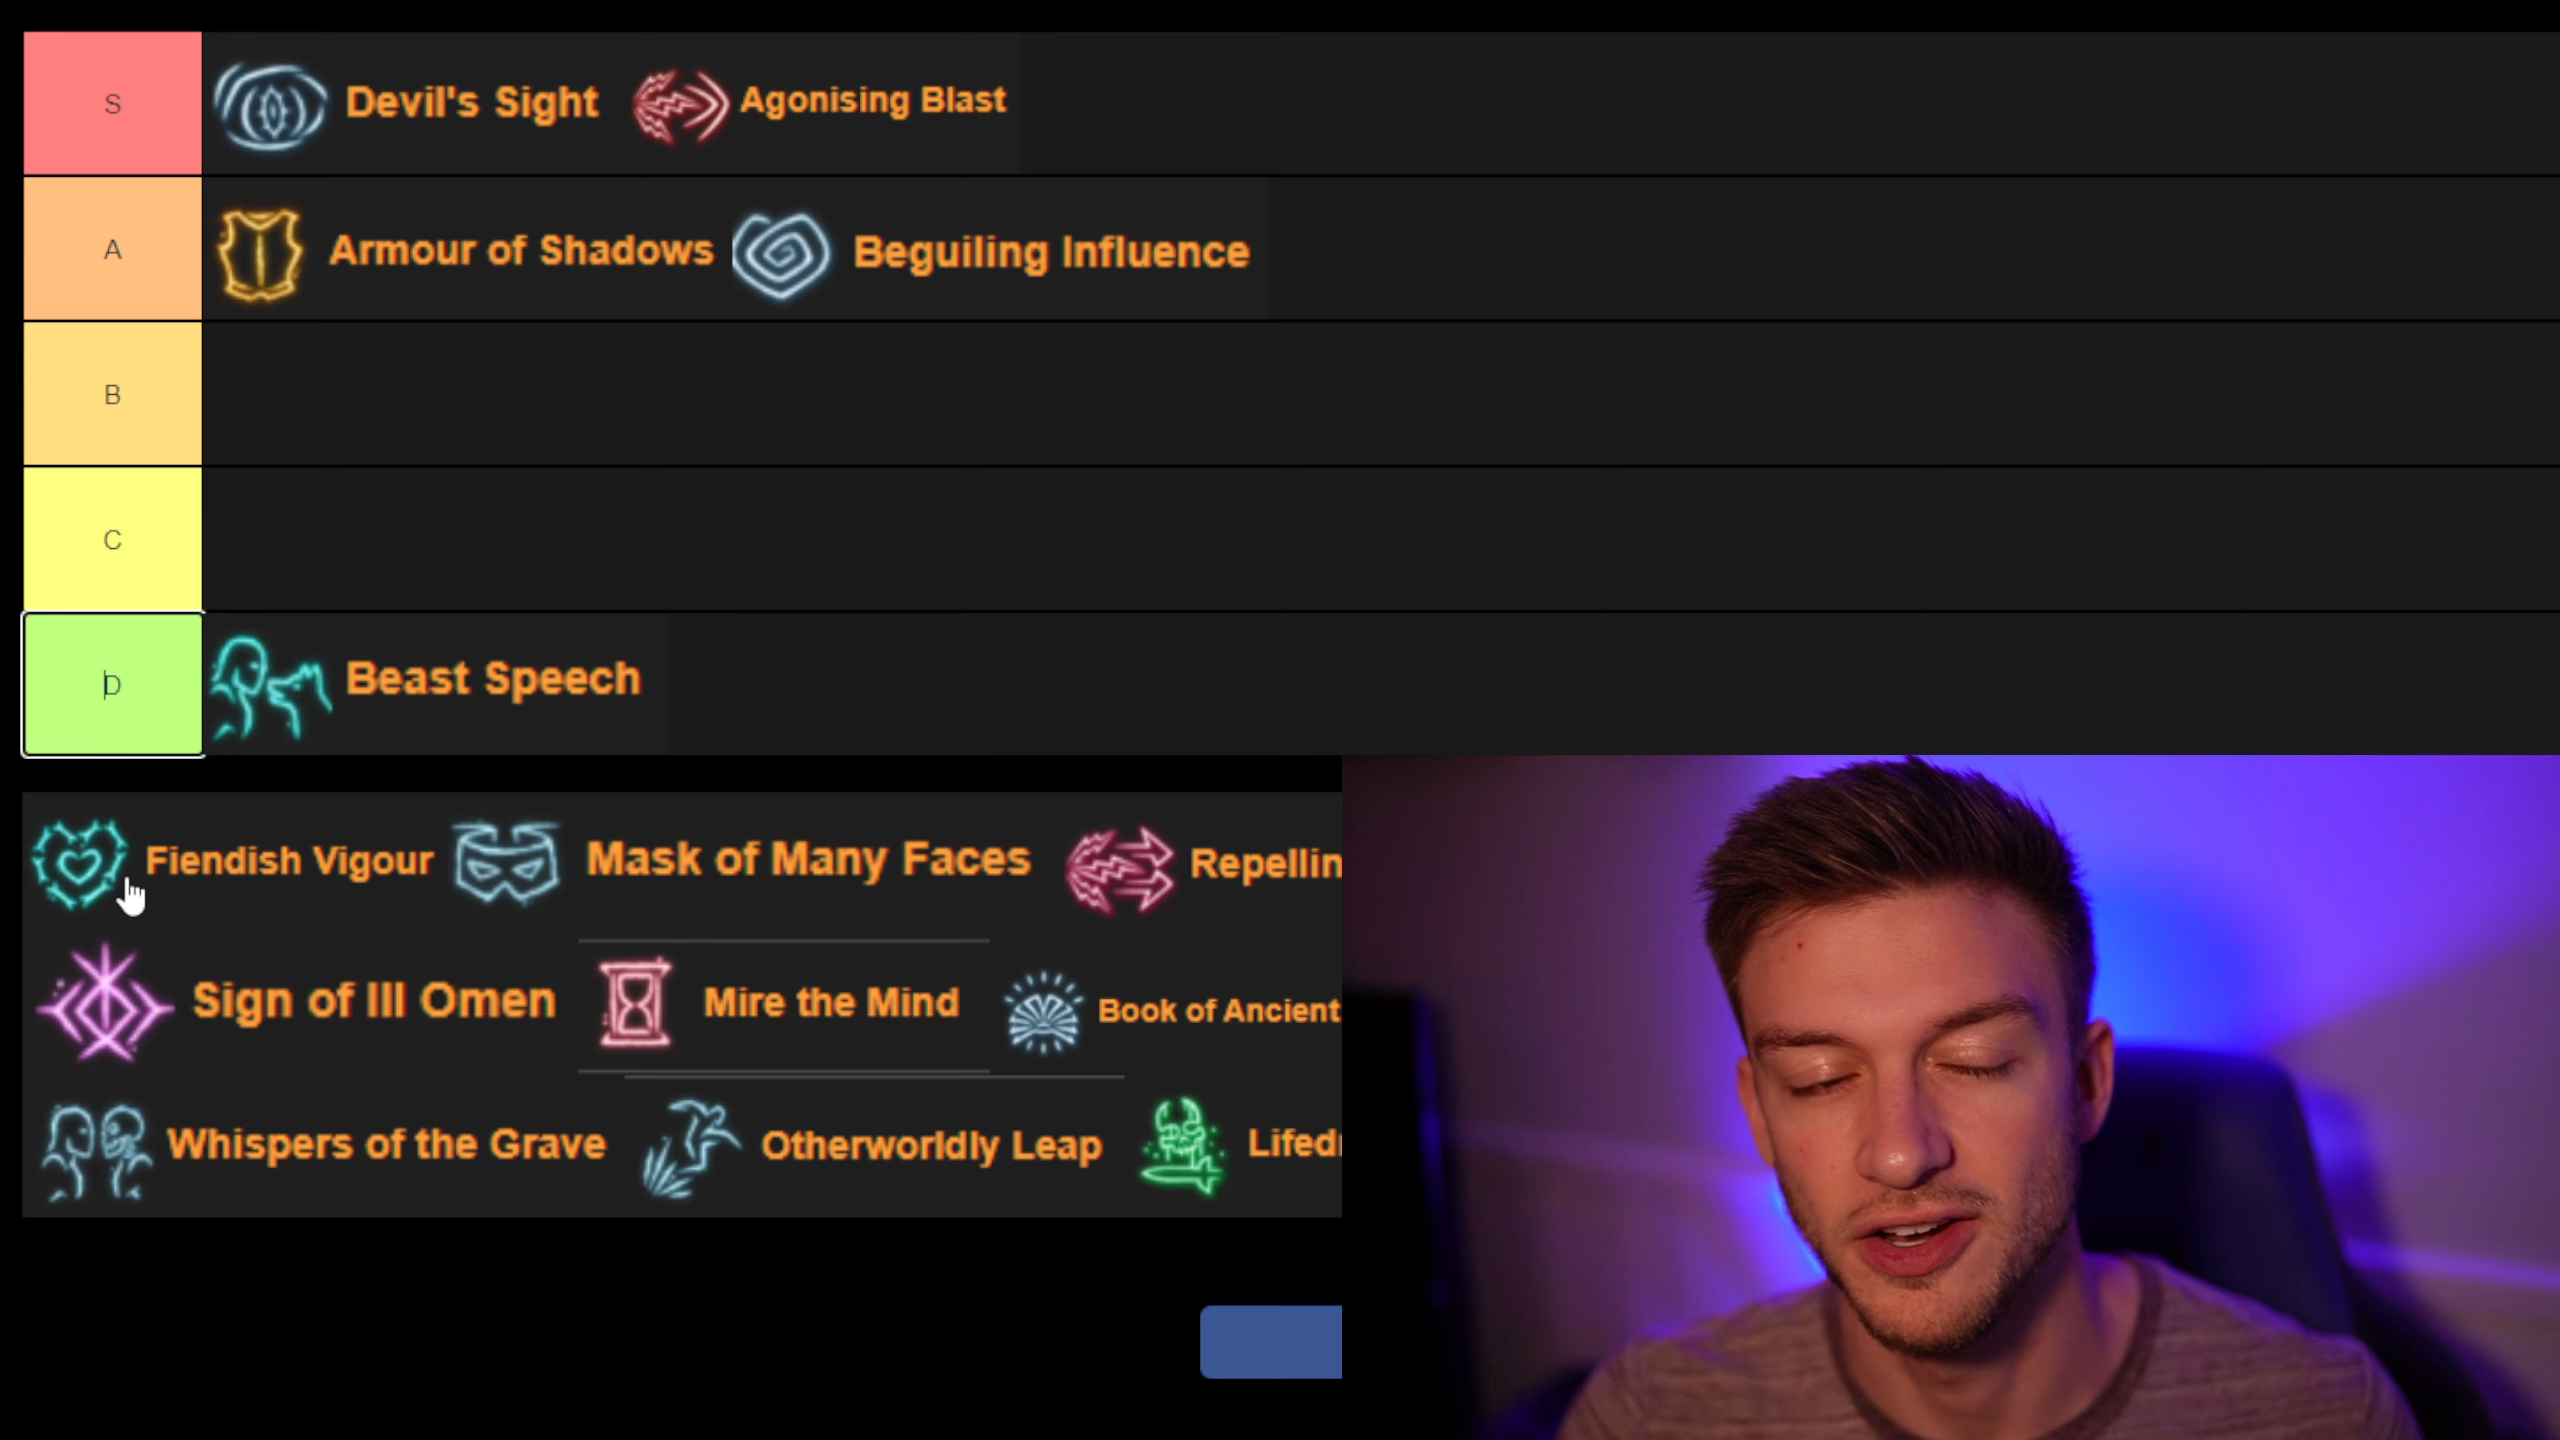 S Devil's Sight Agonising Blast
A Armour of Shadows Beguiling Influence
B
C
D Beast Speech
Fiendish Vigour Mask of Many Faces Repellin
Sign of Ill Omen Mire the Mind Book of Ancient
Whispers of the Grave Otherworldly Leap Lifed